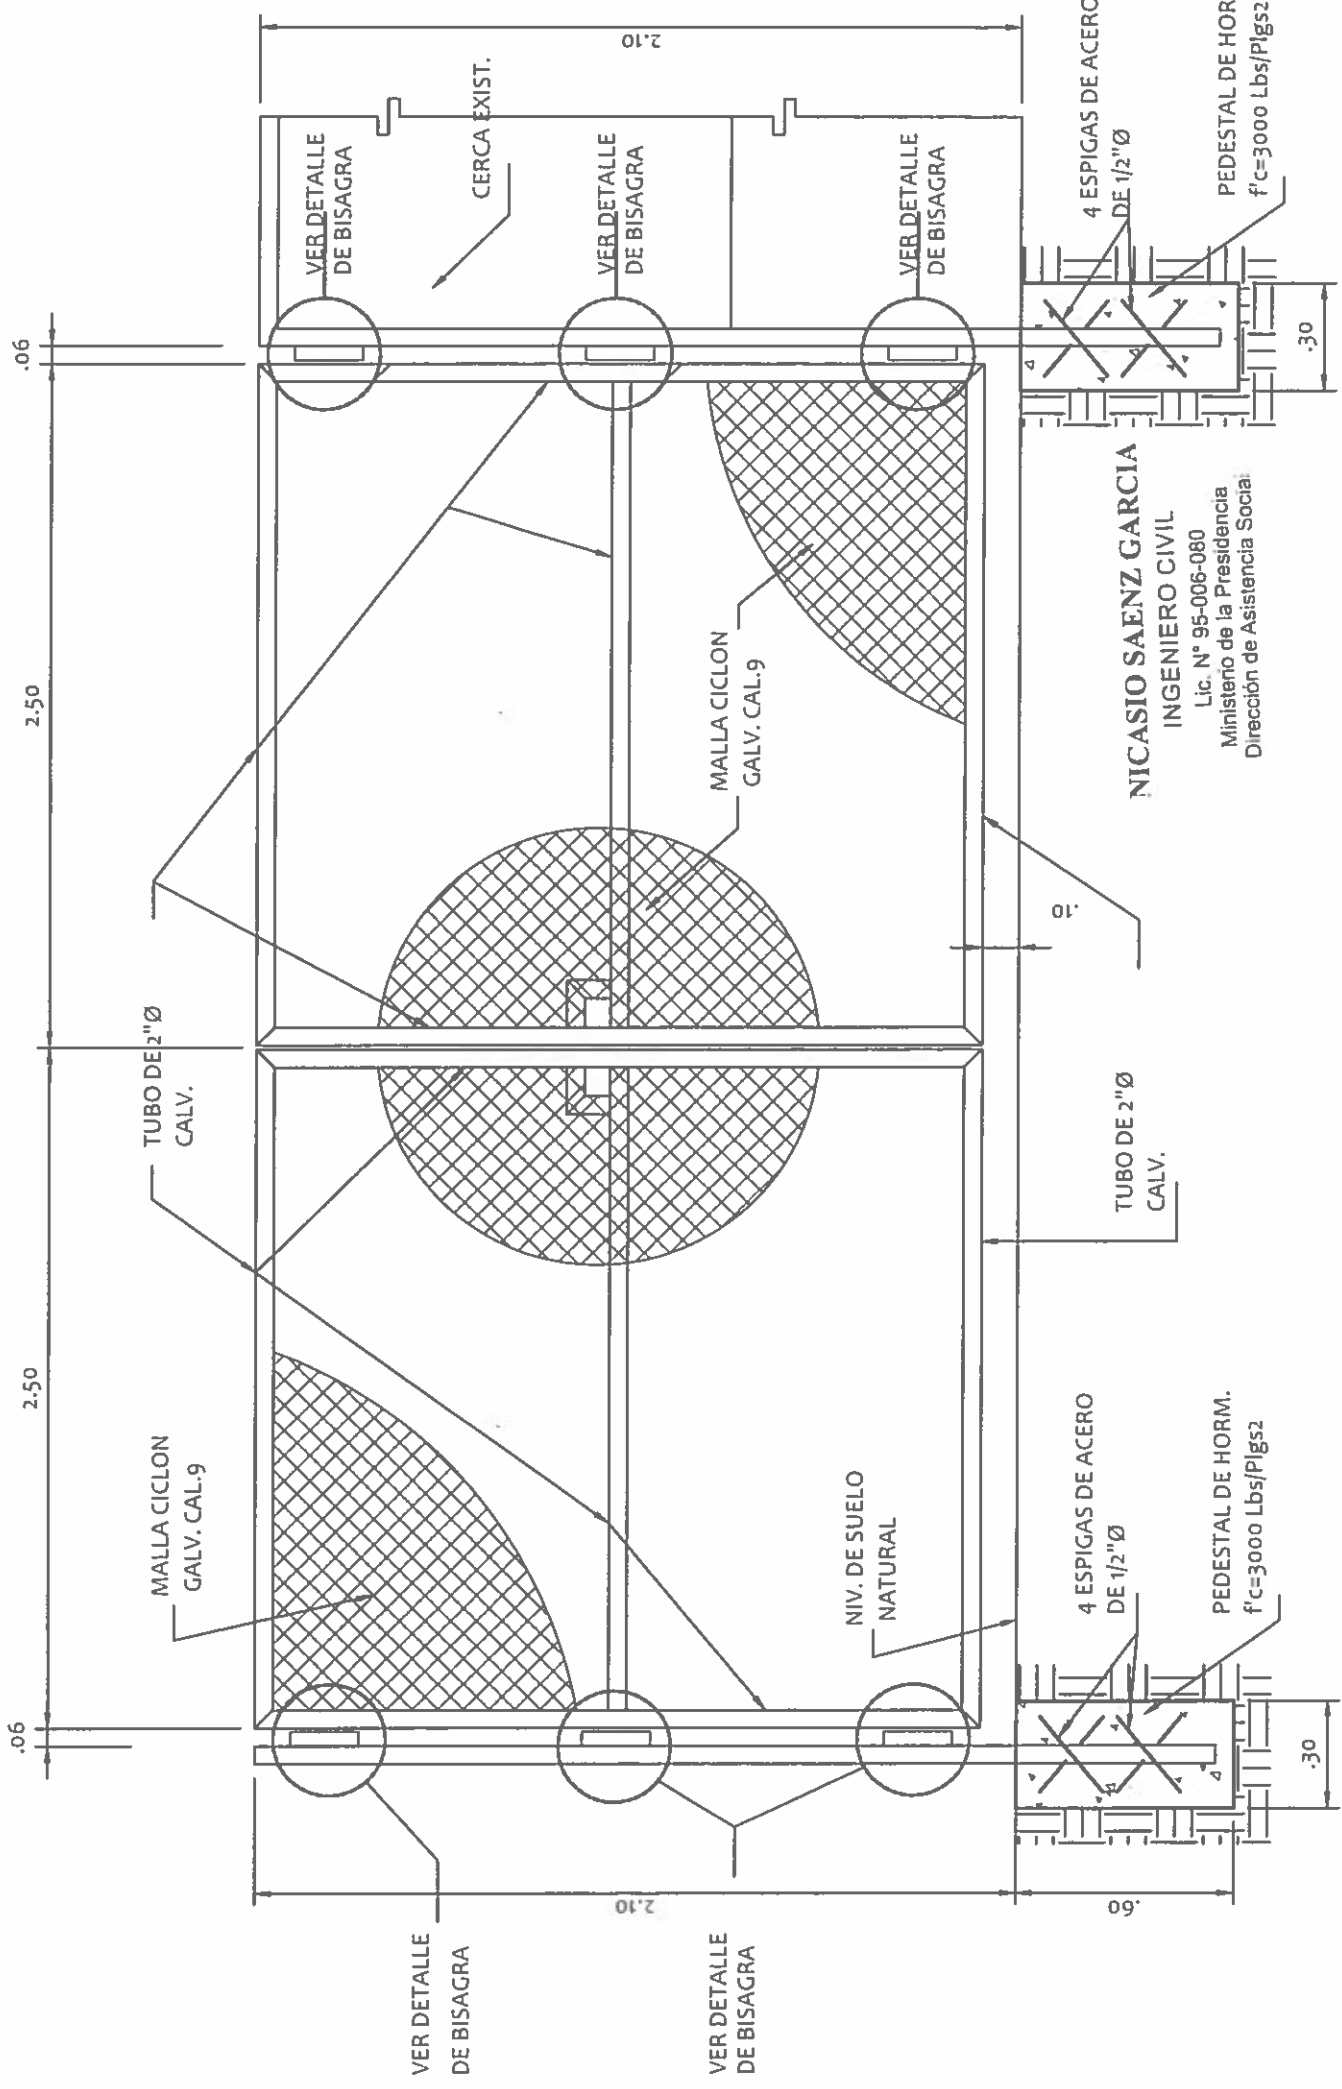 .06
2.50
2.50
.06
MALLA CICLON
GALV. CAL.9
TUBO DE 2"Ø
CALV.
2.10
CERCA EXIST.
VER DETALLE
DE BISAGRA
VER DETALLE
DE BISAGRA
VER DETALLE
DE BISAGRA
VER DETALLE
DE BISAGRA
VER DETALLE
DE BISAGRA
2.10
MALLA CICLON
GALV. CAL.9
NIV. DE SUELO
NATURAL
.10
TUBO DE 2"Ø
CALV.
4 ESPIGAS DE ACERO
DE 1/2"Ø
PEDESTAL DE HORM.
f'c=3000 Lbs/Plgs2
.60
.30
NICASIO SAENZ GARCIA
INGENIERO CIVIL
Lic. N° 95-006-080
Ministerio de la Presidencia
Dirección de Asistencia Social
4 ESPIGAS DE ACERO
DE 1/2"Ø
PEDESTAL DE HOR
f'c=3000 Lbs/Plgs2
.30